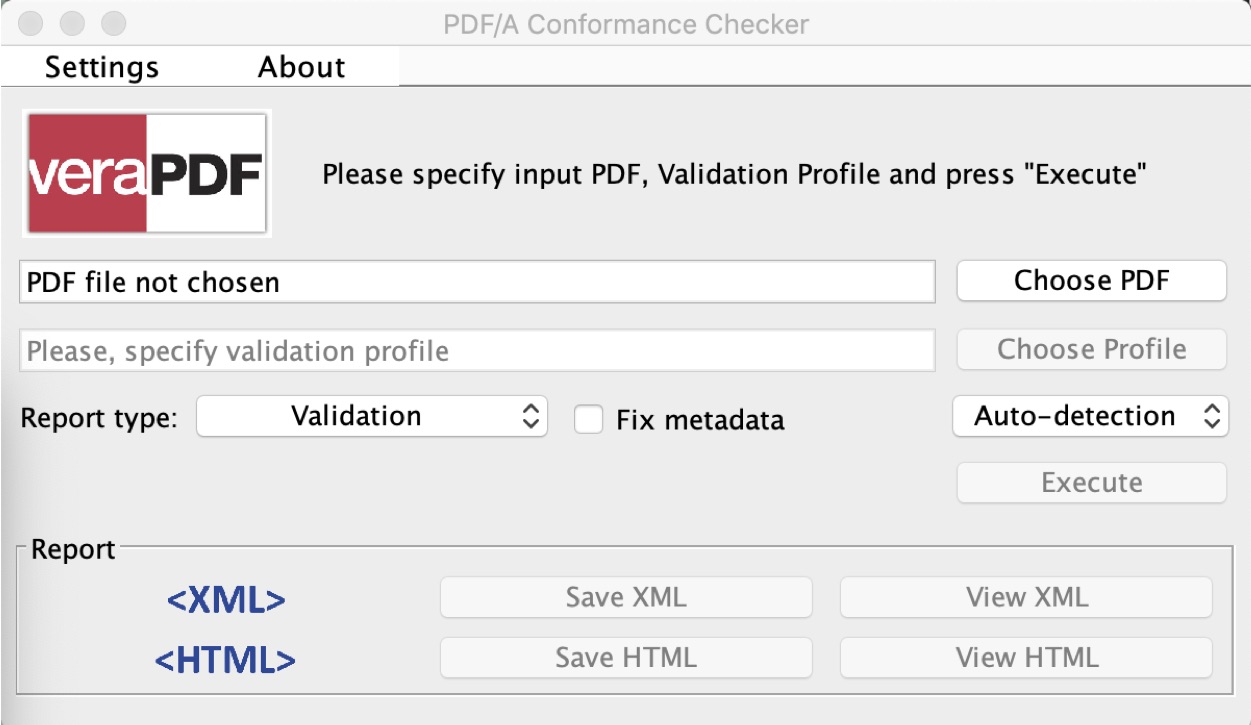 PDF/A Conformance Checker
Settings About
veraPDF
Please specify input PDF, Validation Profile and press "Execute"
PDF file not chosen Choose PDF
Please, specify validation profile Choose Profile
Report type: Validation Fix metadata Auto-detection
Execute
Report
<XML> Save XML View XML
<HTML> Save HTML View HTML